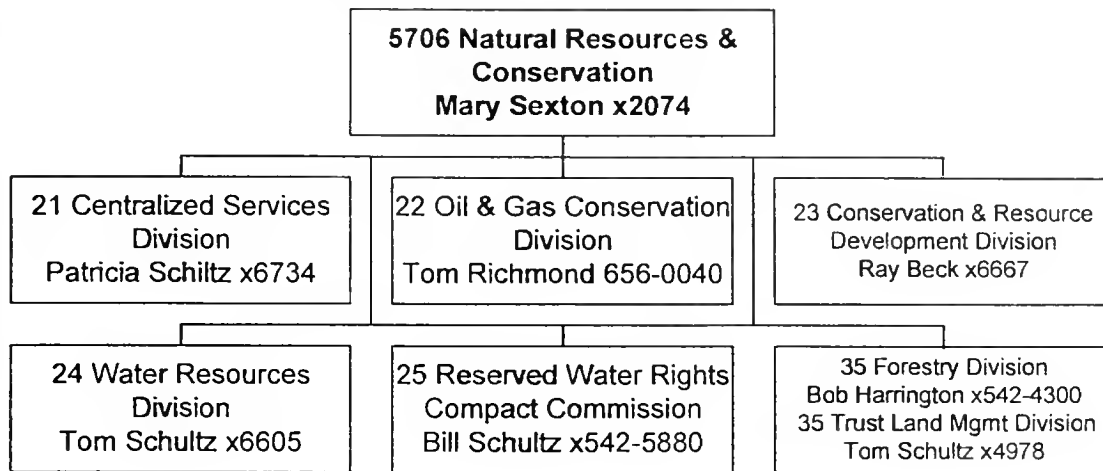 5706 Natural Resources &
Conservation
Mary Sexton x2074
21 Centralized Services
Division
Patricia Schiltz x6734
22 Oil & Gas Conservation
Division
Tom Richmond 656-0040
23 Conservation & Resource
Development Division
Ray Beck x6667
24 Water Resources
Division
Tom Schultz x6605
25 Reserved Water Rights
Compact Commission
Bill Schultz x542-5880
35 Forestry Division
Bob Harrington x542-4300
35 Trust Land Mgmt Division
Tom Schultz x4978